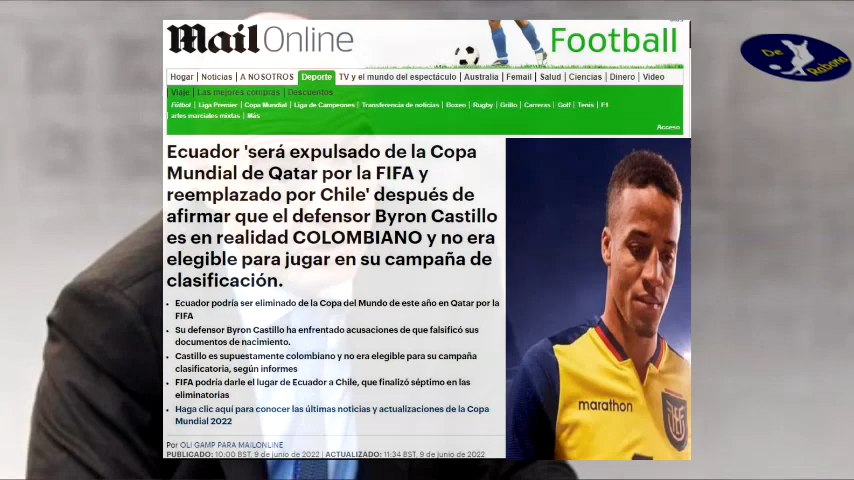 Mail Online
Football
De
Rabona
Hogar | Noticias | A NOSOTROS | Deporte | TV y el mundo del espectáculo | Australia | Femail | Salud | Ciencias | Dinero | Video
Viaje | Las mejores compras | Descuentos
Fútbol | Liga Premier | Copa Mundial | Liga de Campeones | Transferencia de noticias | Boxeo | Rugby | Grillo | Carreras | Golf | Tenis | F1
artes marciales mixtas | Más
Acceso
Ecuador 'será expulsado de la Copa
Mundial de Qatar por la FIFA y
reemplazado por Chile' después de
afirmar que el defensor Byron Castillo
es en realidad COLOMBIANO y no era
elegible para jugar en su campaña de
clasificación.
• Ecuador podría ser eliminado de la Copa del Mundo de este año en Qatar por la
FIFA
• Su defensor Byron Castillo ha enfrentado acusaciones de que falsificó sus
documentos de nacimiento.
• Castillo es supuestamente colombiano y no era elegible para su campaña
clasificatoria, según informes
• FIFA podría darle el lugar de Ecuador a Chile, que finalizó séptimo en las
eliminatorias
• Haga clic aquí para conocer las últimas noticias y actualizaciones de la Copa
Mundial 2022
Por OLI GAMP PARA MAILONLINE
PUBLICADO: 10:00 BST, 9 de junio de 2022 | ACTUALIZADO: 11:34 BST, 9 de junio de 2022
marathon